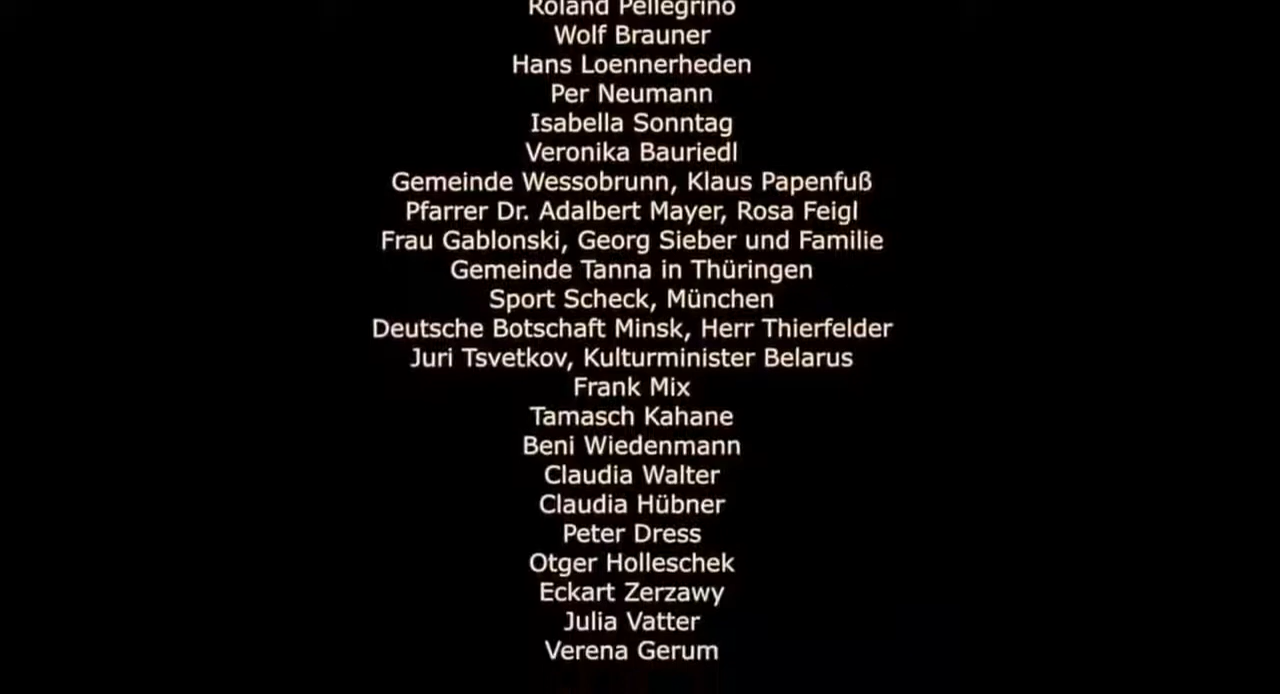 Roland Pellegrino
Wolf Brauner
Hans Loennerheden
Per Neumann
Isabella Sonntag
Veronika Bauriedl
Gemeinde Wessobrunn, Klaus Papenfuß
Pfarrer Dr. Adalbert Mayer, Rosa Feigl
Frau Gablonski, Georg Sieber und Familie
Gemeinde Tanna in Thüringen
Sport Scheck, München
Deutsche Botschaft Minsk, Herr Thierfelder
Juri Tsvetkov, Kulturminister Belarus
Frank Mix
Tamasch Kahane
Beni Wiedenmann
Claudia Walter
Claudia Hübner
Peter Dress
Otger Holleschek
Eckart Zerzawy
Julia Vatter
Verena Gerum